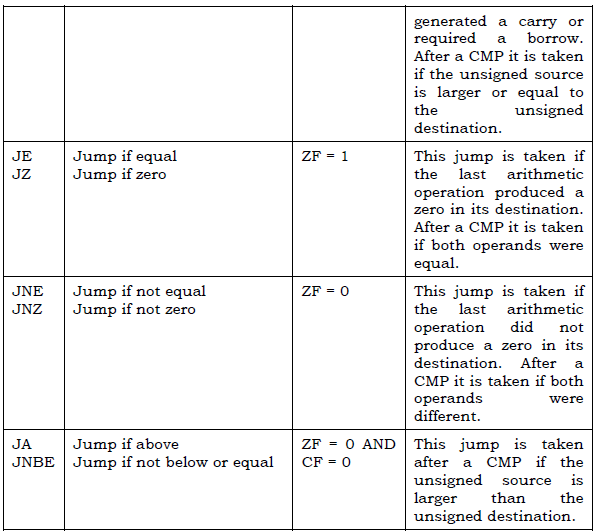 generated a carry or
required a borrow.
After a CMP it is taken
if the unsigned source
is larger or equal to
the unsigned
destination.
JE
JZ
Jump if equal
Jump if zero
ZF = 1
This jump is taken if
the last arithmetic
operation produced a
zero in its destination.
After a CMP it is taken
if both operands were
equal.
JNE
JNZ
Jump if not equal
Jump if not zero
ZF = 0
This jump is taken if
the last arithmetic
operation did not
produce a zero in its
destination. After a
CMP it is taken if both
operands were
different.
JA
JNBE
Jump if above
Jump if not below or equal
ZF = 0 AND
CF = 0
This jump is taken
after a CMP if the
unsigned source is
larger than the
unsigned destination.